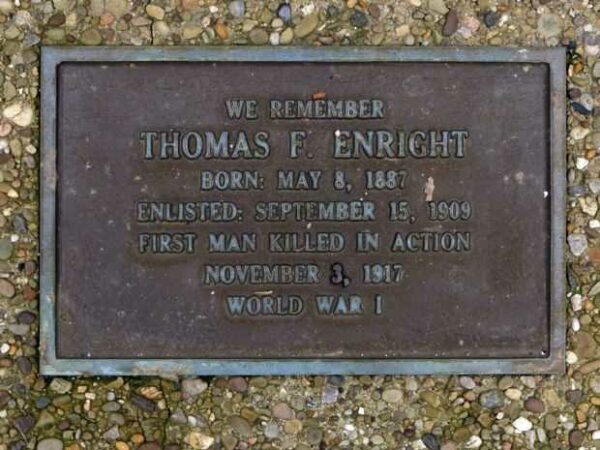 WE REMEMBER
THOMAS F. ENRIGHT
BORN: MAY 8, 1887
ENLISTED: SEPTEMBER 15, 1909
FIRST MAN KILLED IN ACTION
NOVEMBER 3, 1917
WORLD WAR I